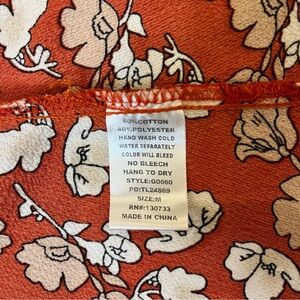 60%COTTON
40%POLYESTER
HAND WASH COLD
WATER SEPARATELY
COLOR WILL BLEED
NO BLEECH
HANG TO DRY
STYLE:G0560
PO:TL24869
SIZE:M
RN#:130733
MADE IN CHINA